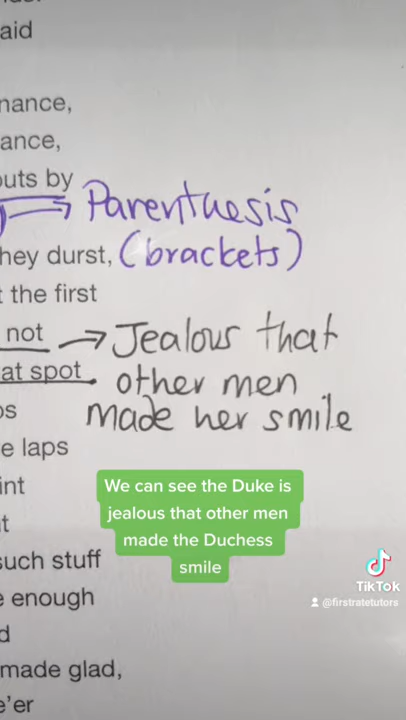 aid
nance,
ance,
outs by
Parenthesis
hey durst, (brackets)
t the first
not → Jealous that
at spot. other men
os made her smile
e laps
int
t
such stuff
e enough
d
made glad,
e'er
We can see the Duke is
jealous that other men
made the Duchess
smile
TikTok
@firstratetutors